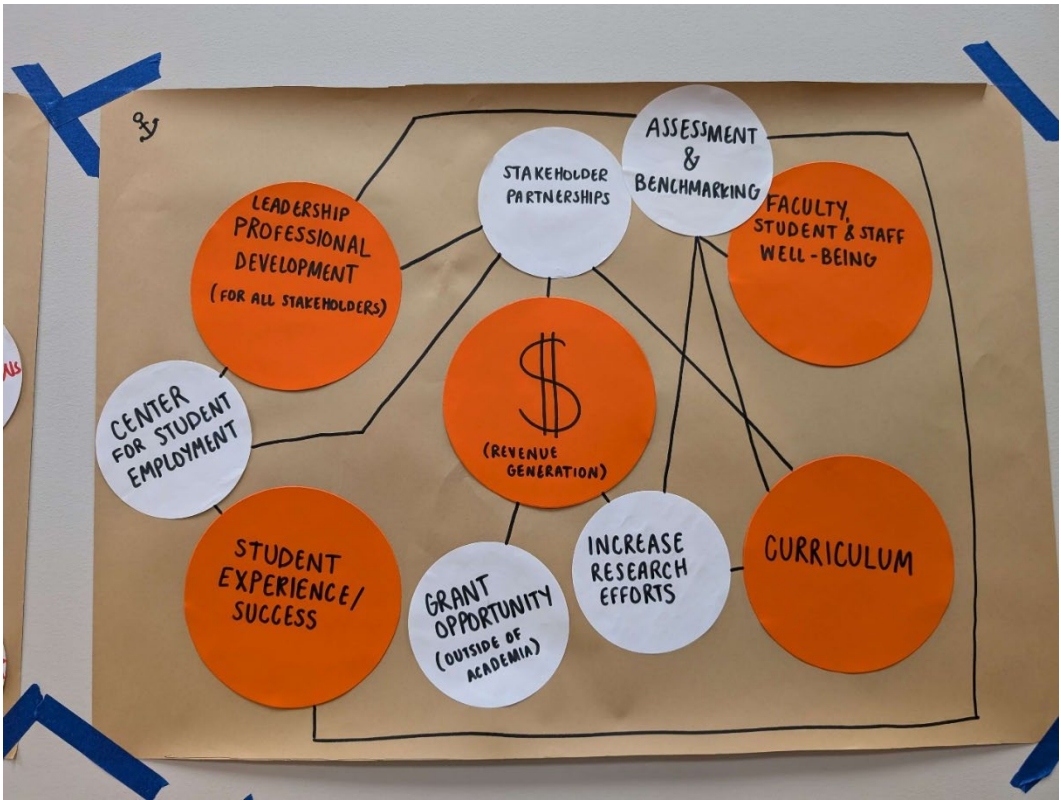 LEADERSHIP
PROFESSIONAL
DEVELOPMENT
(FOR ALL STAKEHOLDERS)
STAKEHOLDER
PARTNERSHIPS
ASSESSMENT
&
BENCHMARKING
FACULTY,
STUDENT & STAFF
WELL-BEING
CENTER
FOR STUDENT
EMPLOYMENT
$
(REVENUE
GENERATION)
STUDENT
EXPERIENCE/
SUCCESS
GRANT
OPPORTUNITY
(OUTSIDE OF
ACADEMIA)
INCREASE
RESEARCH
EFFORTS
CURRICULUM